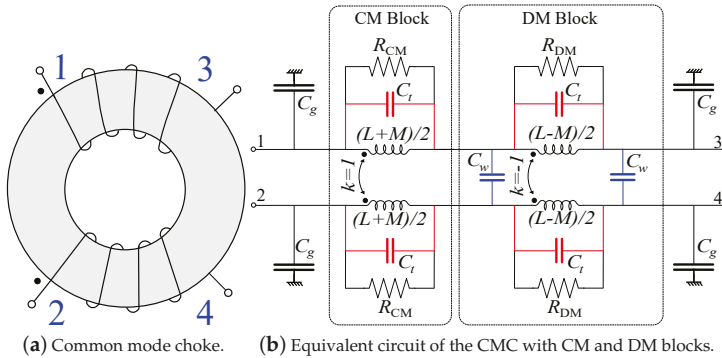 CM Block
DM Block
1
3
2
4
R_CM
C_t
(L+M)/2
k=1
(L+M)/2
C_t
R_CM
R_DM
C_t
(L-M)/2
k=-1
(L-M)/2
C_t
R_DM
C_g
C_g
C_w
C_w
C_g
C_g
1
2
3
4
(a) Common mode choke.
(b) Equivalent circuit of the CMC with CM and DM blocks.